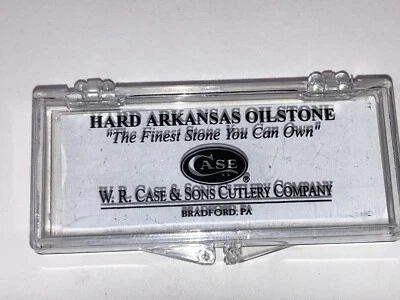 HARD ARKANSAS OILSTONE
"The Finest Stone You Can Own"
CASE
®
W. R. CASE & SONS CUTLERY COMPANY
BRADFORD, PA